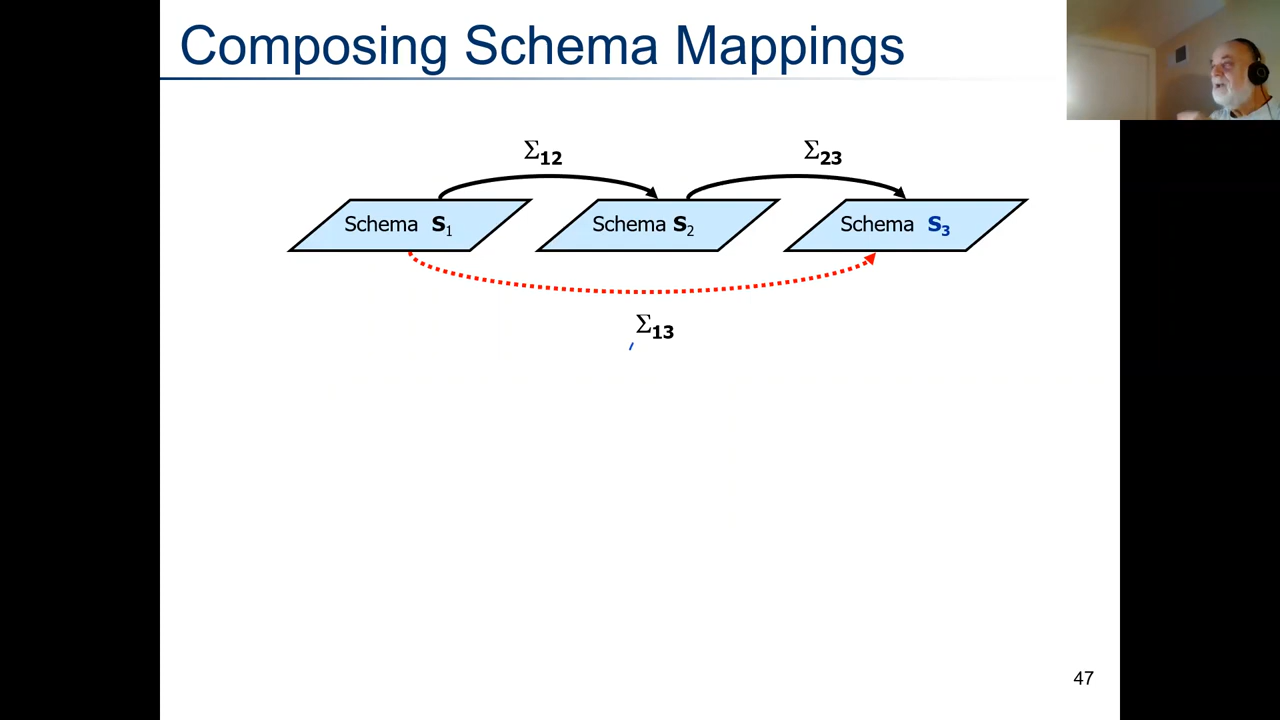 Composing Schema Mappings
Σ12 Σ23
Schema S1 Schema S2 Schema S3
Σ13
47